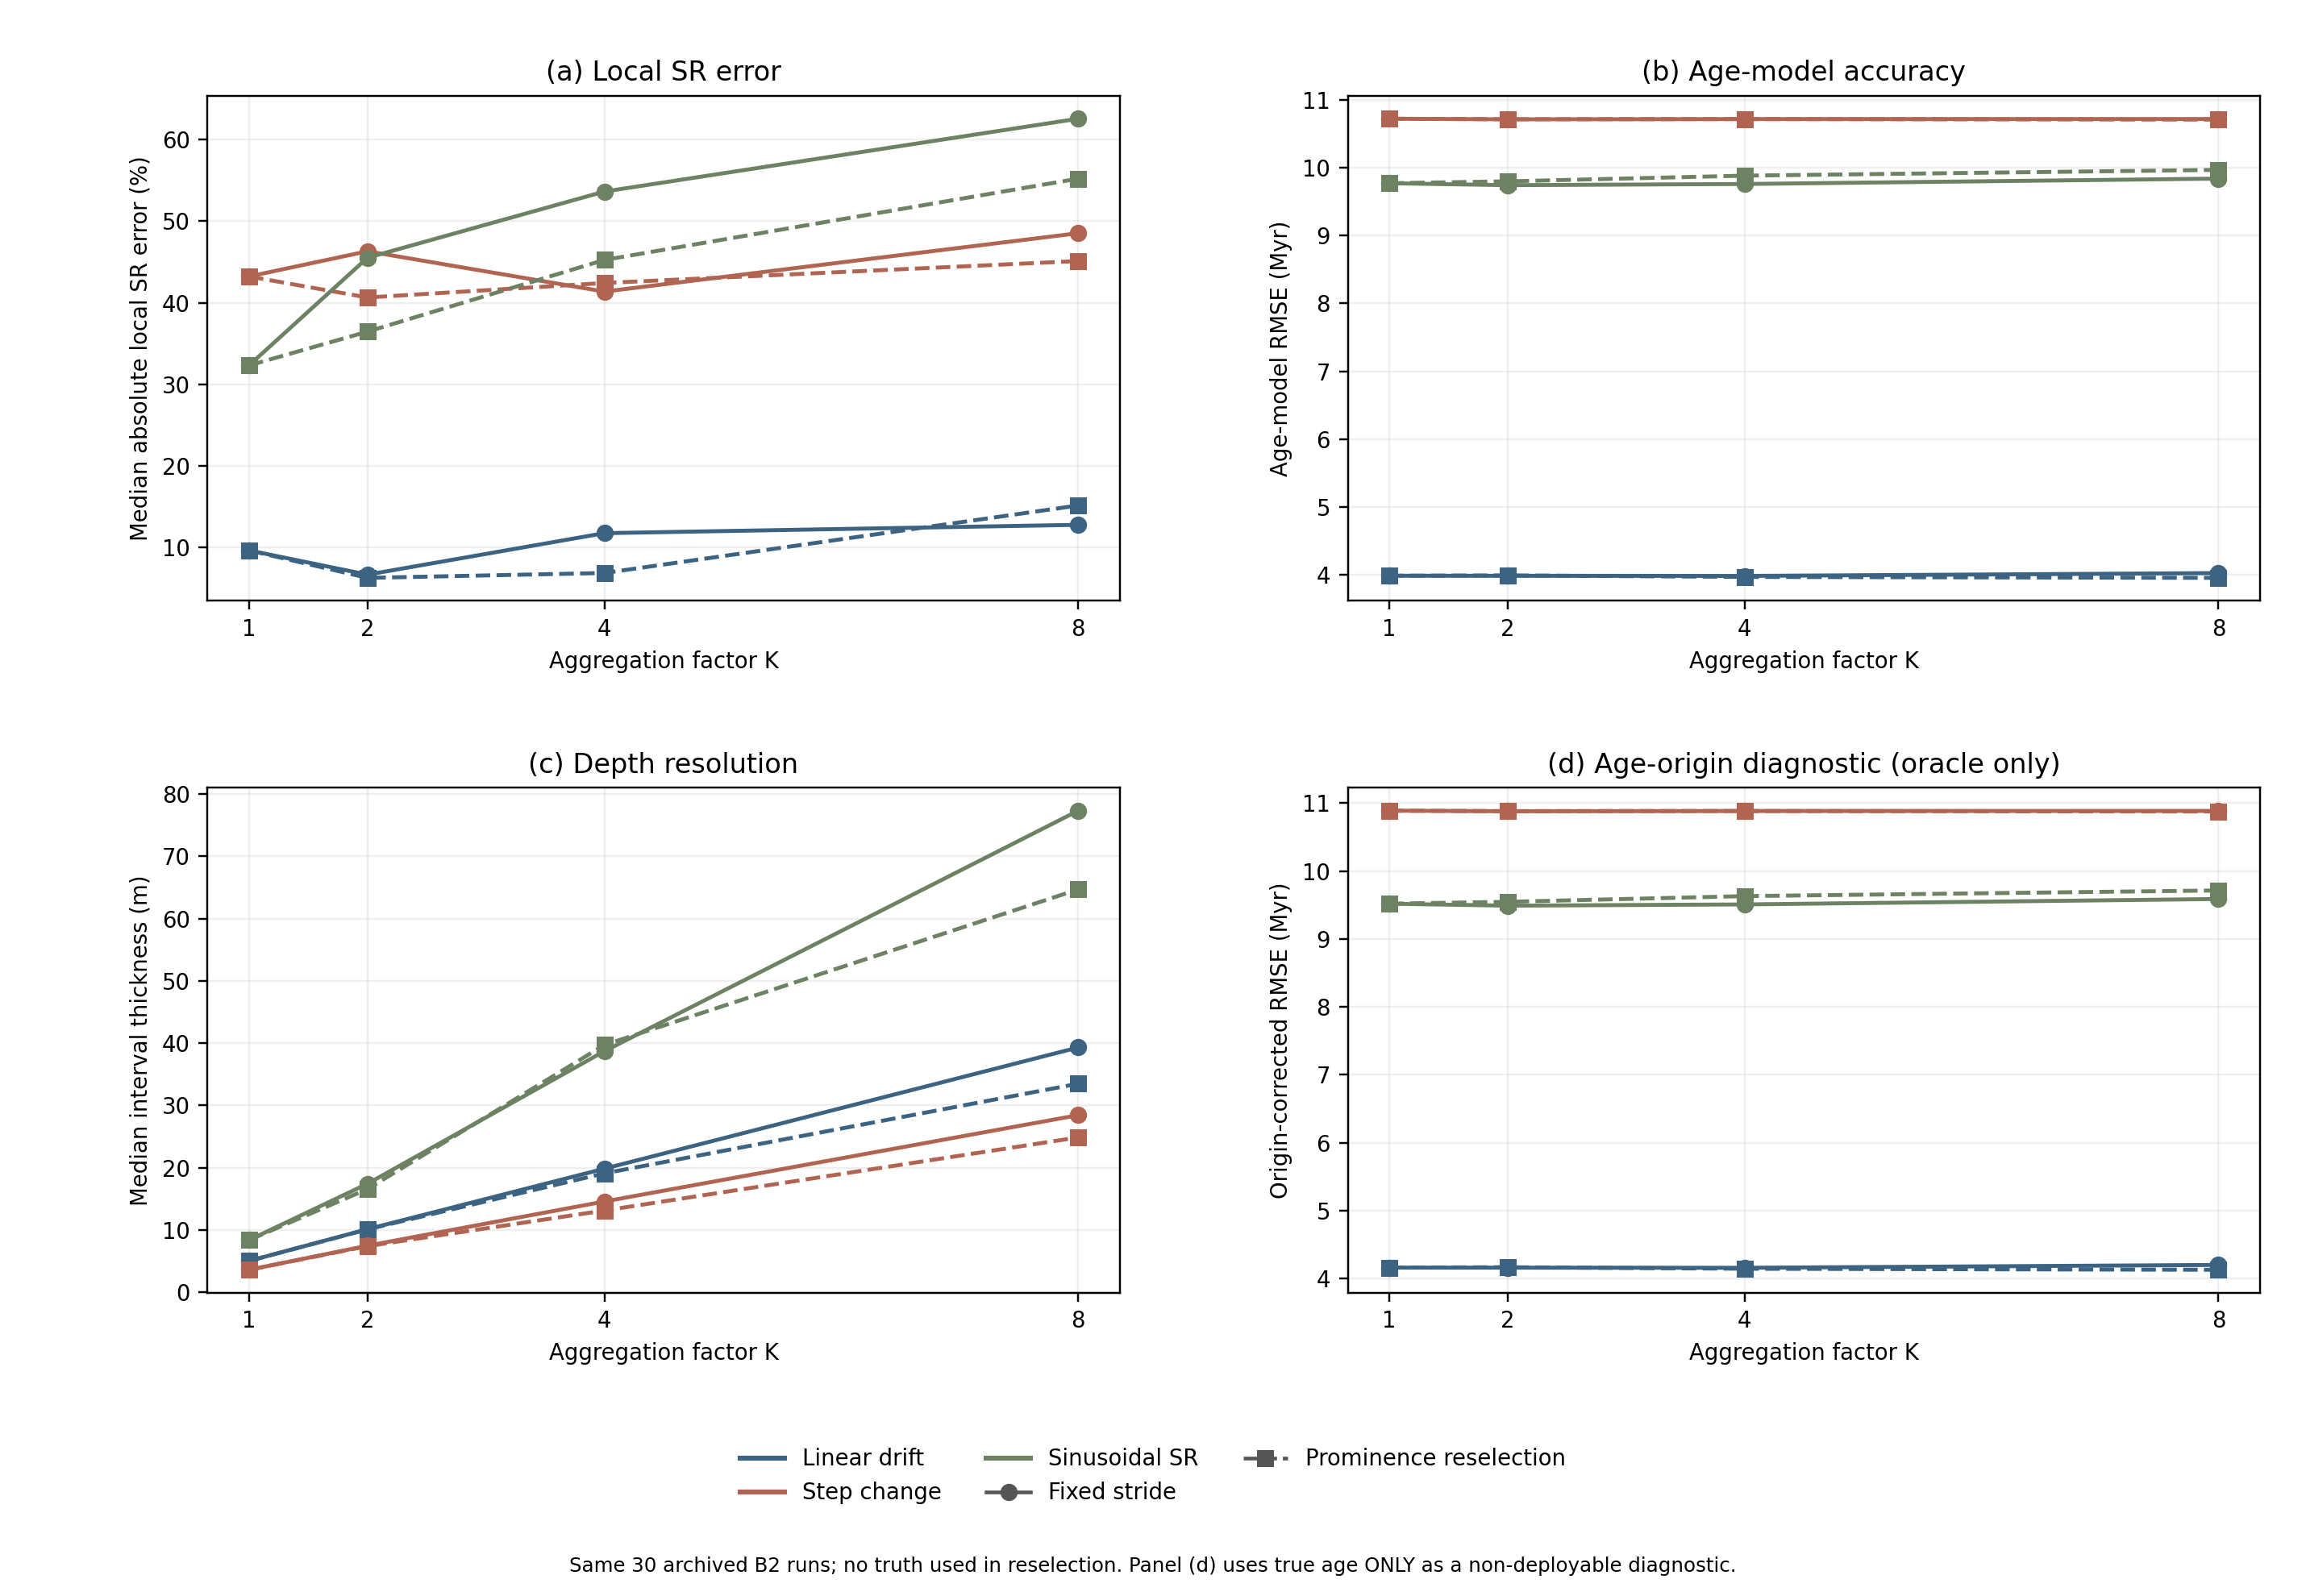 (a) Local SR error
Median absolute local SR error (%)
60
50
40
30
20
10
1
2
4
8
Aggregation factor K
(b) Age-model accuracy
Age-model RMSE (Myr)
11
10
9
8
7
6
5
4
1
2
4
8
Aggregation factor K
(c) Depth resolution
Median interval thickness (m)
80
70
60
50
40
30
20
10
0
1
2
4
8
Aggregation factor K
(d) Age-origin diagnostic (oracle only)
Origin-corrected RMSE (Myr)
11
10
9
8
7
6
5
4
1
2
4
8
Aggregation factor K
Linear drift
Step change
Sinusoidal SR
Fixed stride
Prominence reselection
Same 30 archived B2 runs; no truth used in reselection. Panel (d) uses true age ONLY as a non-deployable diagnostic.